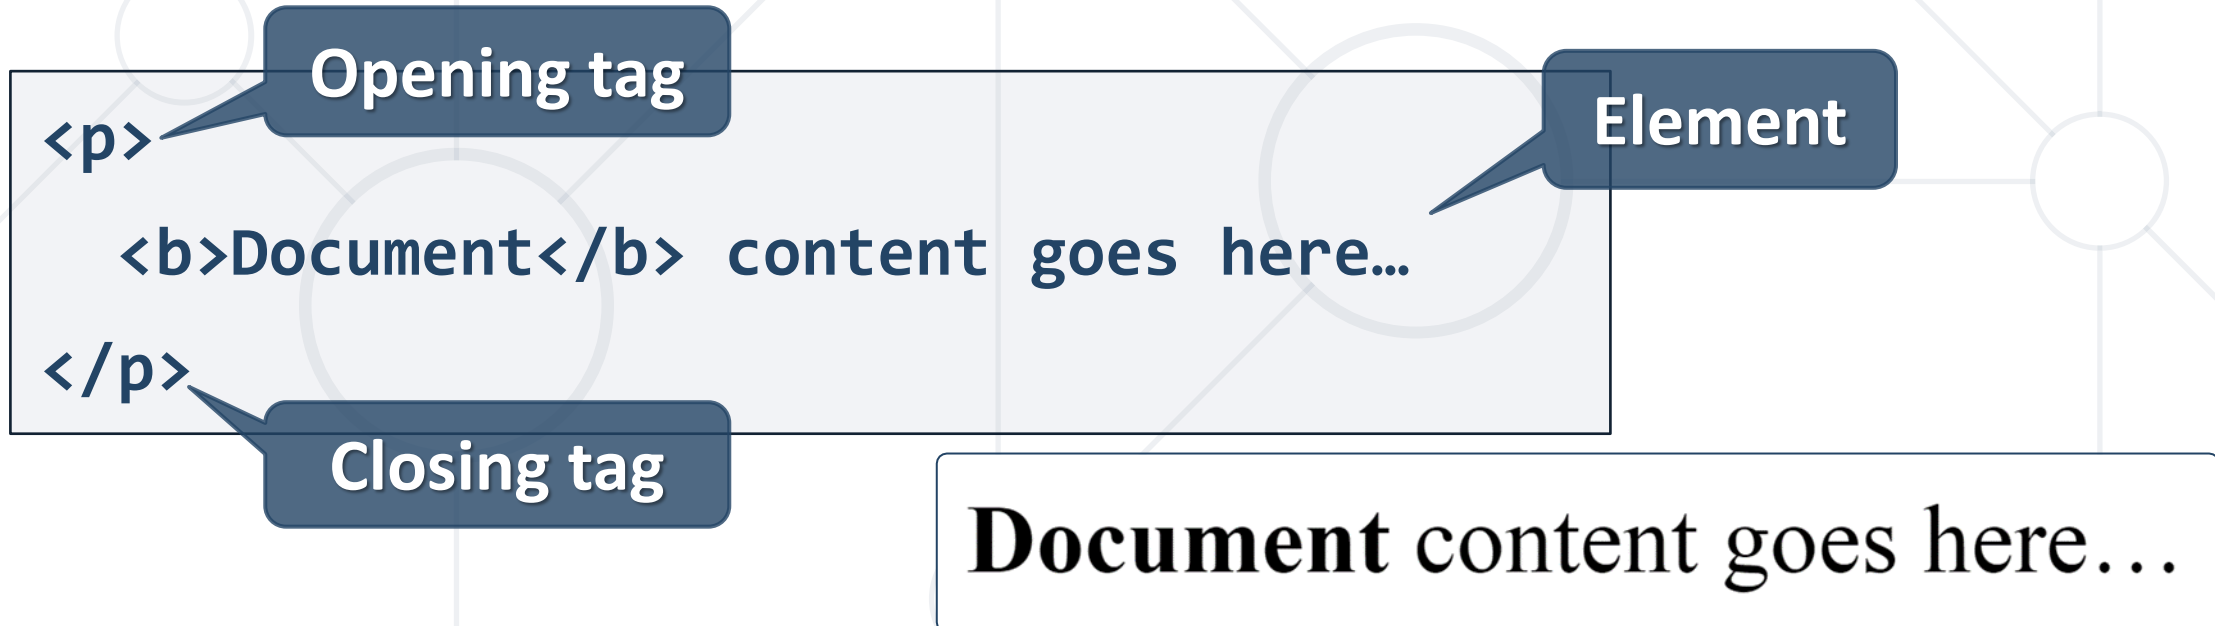 Opening tag
Element
<p>
<b>Document</b> content goes here…
</p>
Closing tag
Document content goes here…